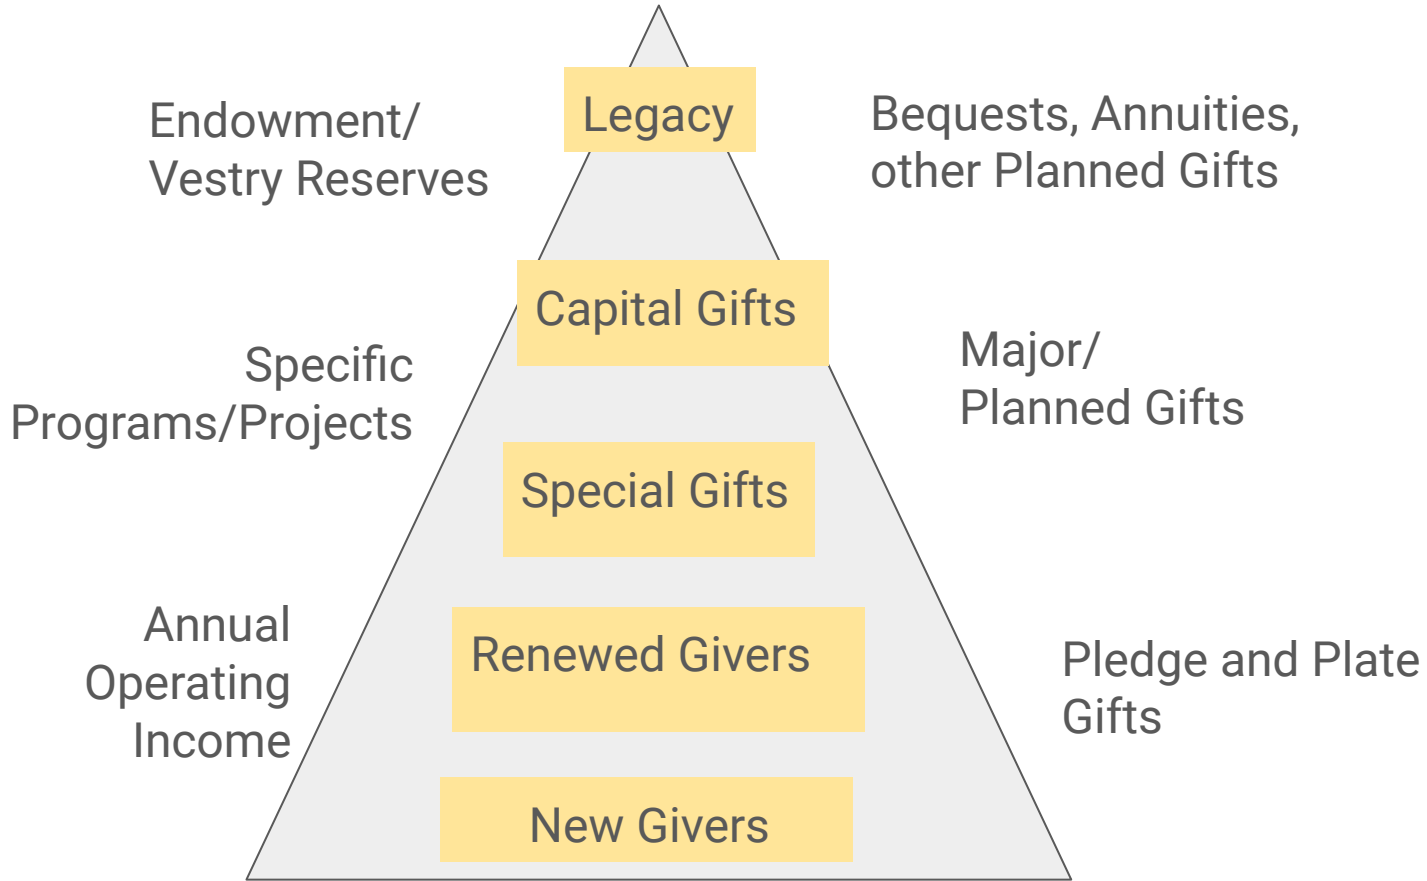 Legacy
Endowment/
Vestry Reserves
Bequests, Annuities,
other Planned Gifts
Capital Gifts
Specific
Programs/Projects
Major/
Planned Gifts
Special Gifts
Annual
Operating
Income
Renewed Givers
Pledge and Plate
Gifts
New Givers